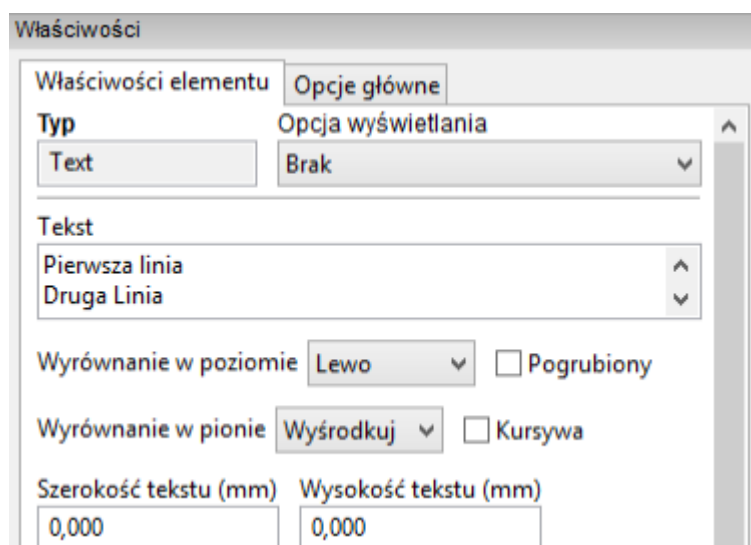 Właściwości
Właściwości elementu Opcje główne
Typ Opcja wyświetlania
Text Brak
Tekst
Pierwsza linia
Druga Linia
Wyrównanie w poziomie Lewo Pogrubiony
Wyrównanie w pionie Wyśrodkuj Kursywa
Szerokość tekstu (mm) Wysokość tekstu (mm)
0,000 0,000